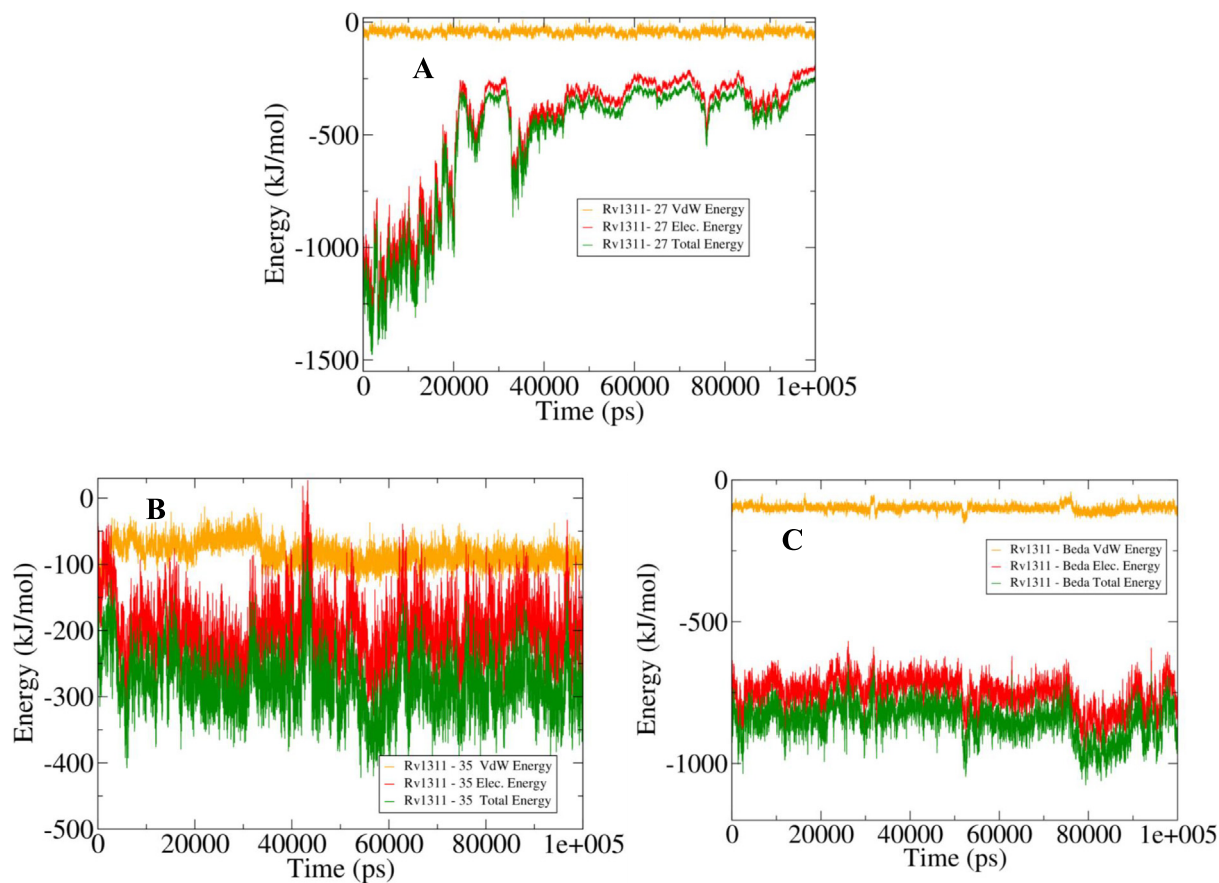 A
Energy (kJ/mol)
0
-500
-1000
-1500
Rv1311- 27 VdW Energy
Rv1311- 27 Elec. Energy
Rv1311- 27 Total Energy
0 20000 40000 60000 80000 1e+005
Time (ps)
B
Energy (kJ/mol)
0
-100
-200
-300
-400
-500
Rv1311 - 35 VdW Energy
Rv1311 - 35 Elec. Energy
Rv1311 - 35 Total Energy
0 20000 40000 60000 80000 1e+005
Time (ps)
C
Energy (kJ/mol)
0
-500
-1000
Rv1311 - Beda VdW Energy
Rv1311 - Beda Elec. Energy
Rv1311 - Beda Total Energy
0 20000 40000 60000 80000 1e+005
Time (ps)